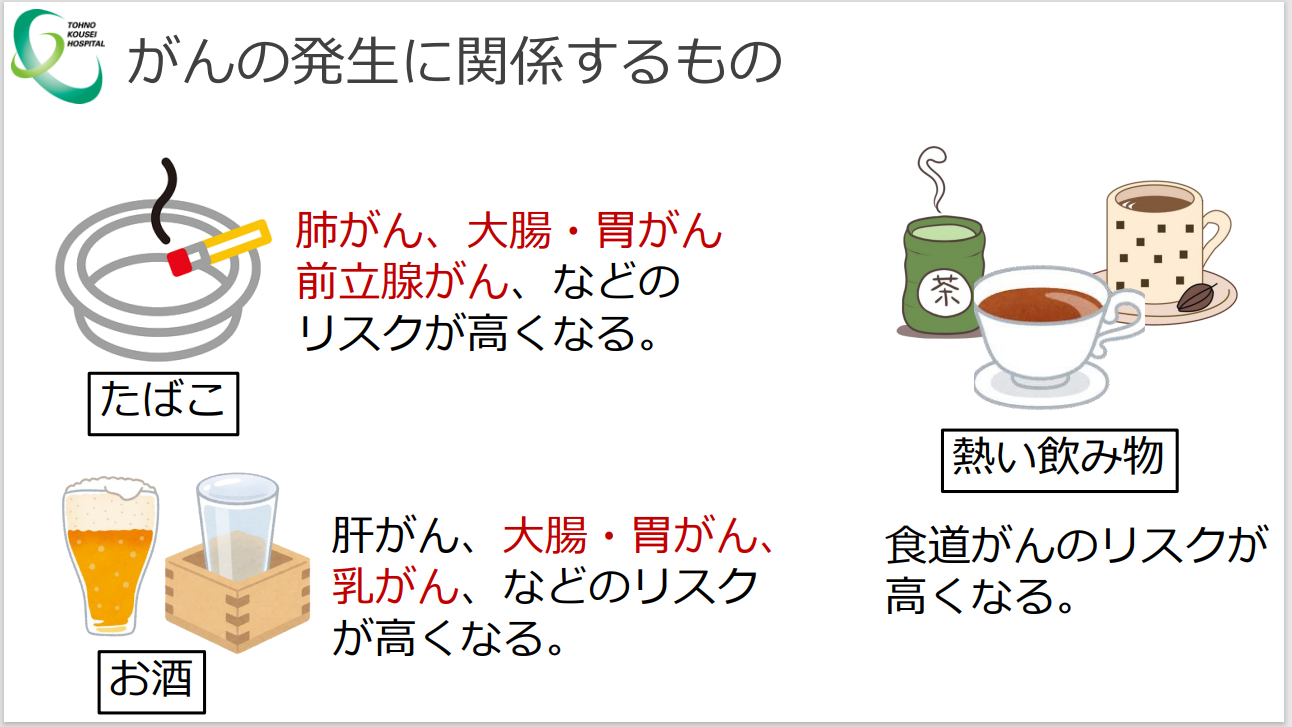 TOHNO
KOUSEI
HOSPITAL
がんの発生に関係するもの
肺がん、大腸・胃がん
前立腺がん、などの
リスクが高くなる。
たばこ
肝がん、大腸・胃がん、
乳がん、などのリスク
が高くなる。
お酒
茶
熱い飲み物
食道がんのリスクが
高くなる。